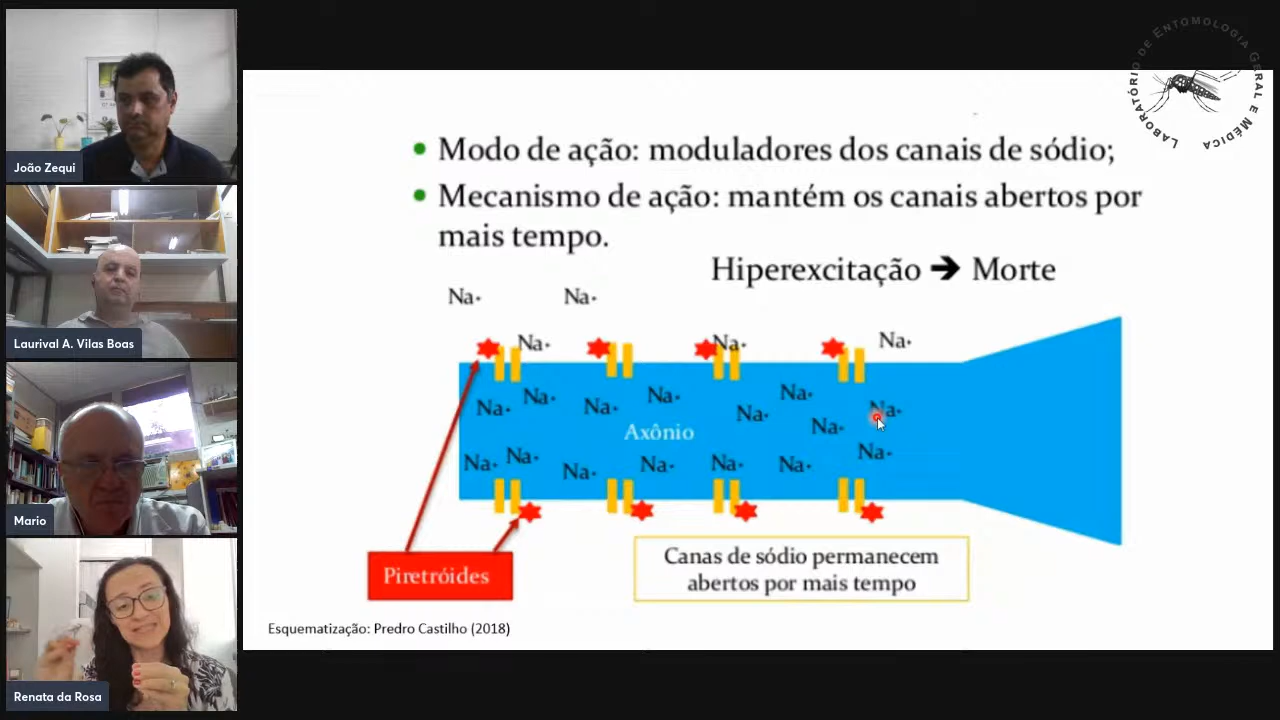 João Zequi
Laurival A. Vilas Boas
Mario
Renata da Rosa
LABORATÓRIO DE ENTOMOLOGIA GERAL E MÉDICA
Modo de ação: moduladores dos canais de sódio;
Mecanismo de ação: mantém os canais abertos por
mais tempo.
Hiperexcitação ➔ Morte
Na+ Na+
Na+ Na+ Na+
Na+ Na+ Na+ Na+ Na+ Na+ Na+
Na+
Axônio
Na+ Na+ Na+ Na+ Na+ Na+ Na+
Piretróides
Canas de sódio permanecem
abertos por mais tempo
Esquematização: Predro Castilho (2018)